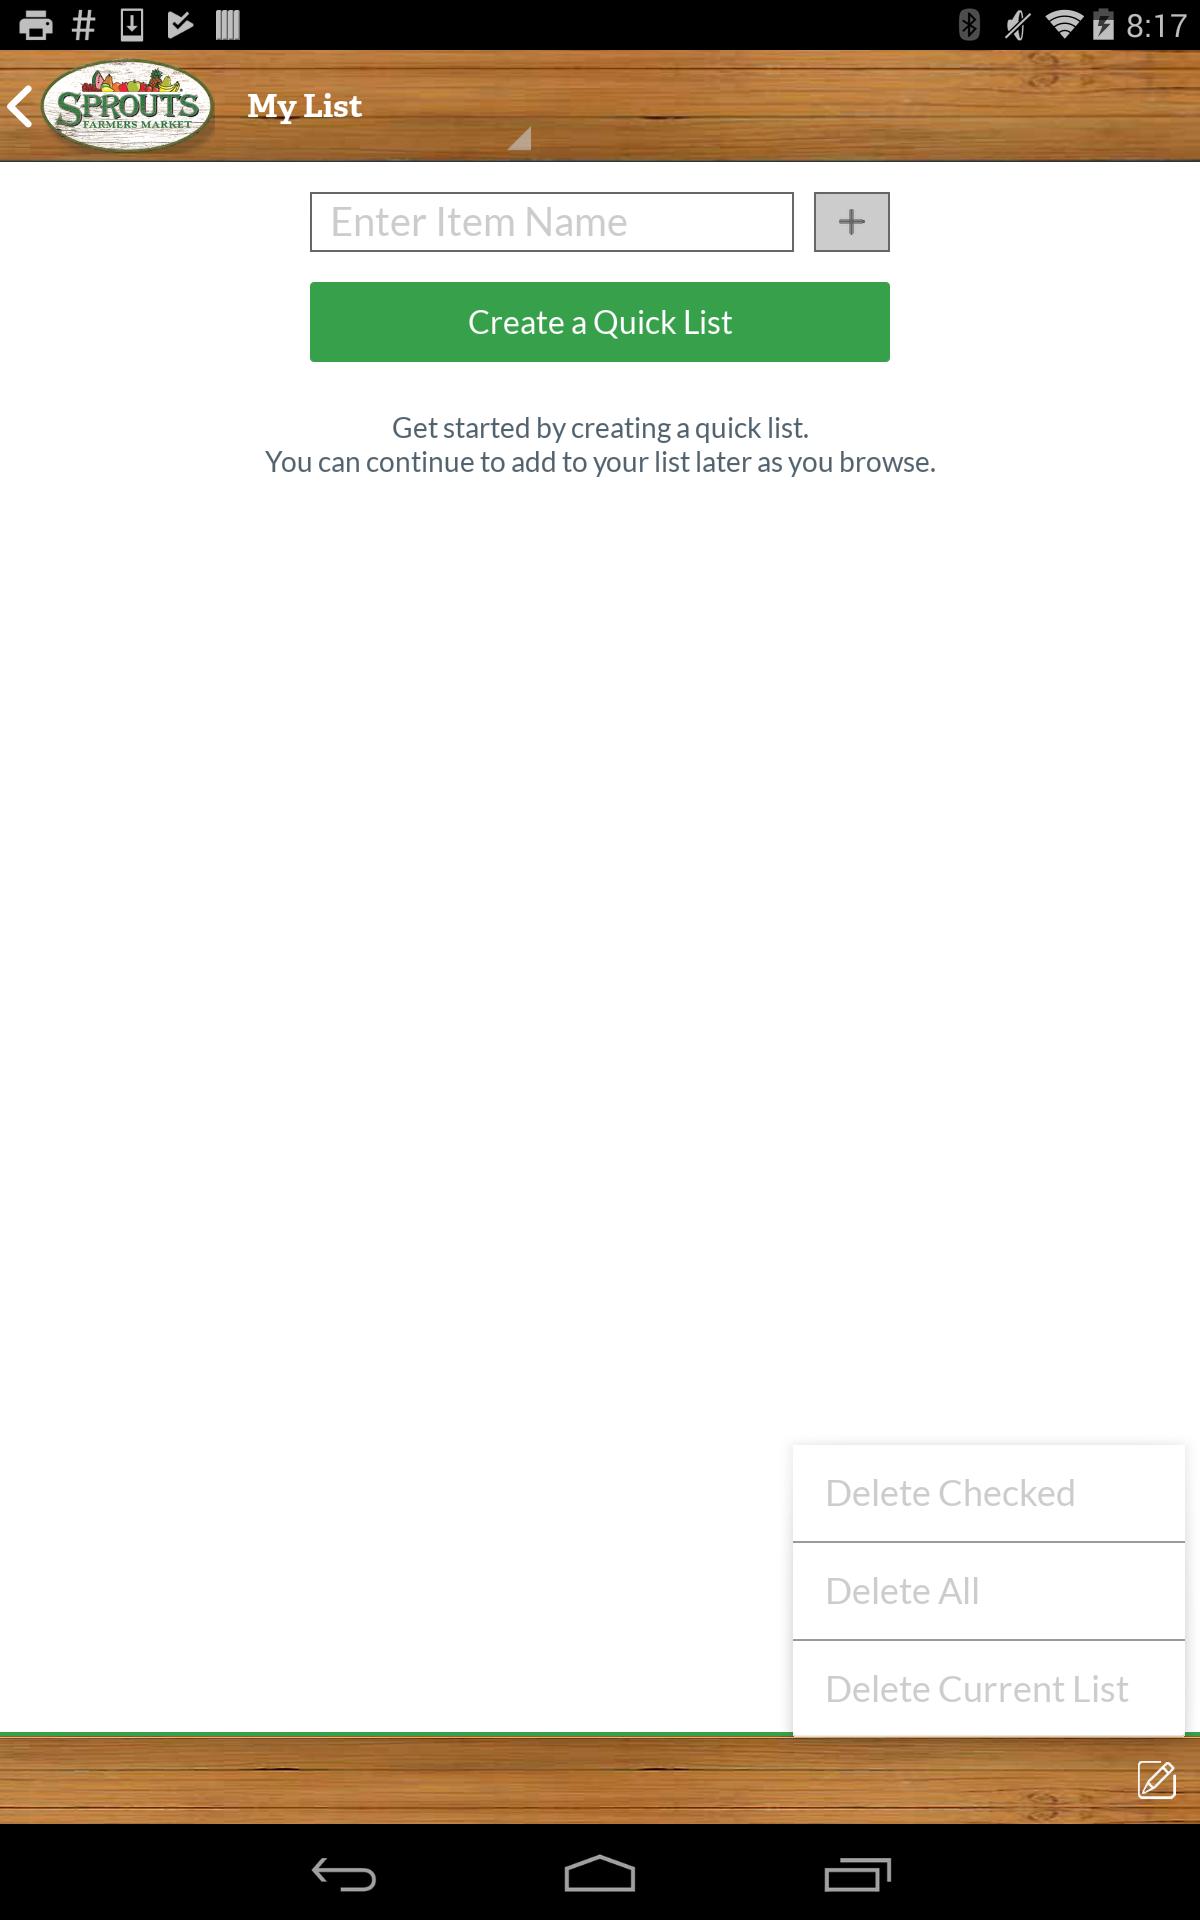 8:17
SPROUTS
FARMERS MARKET
My List
Enter Item Name
+
Create a Quick List
Get started by creating a quick list.
You can continue to add to your list later as you browse.
Delete Checked
Delete All
Delete Current List